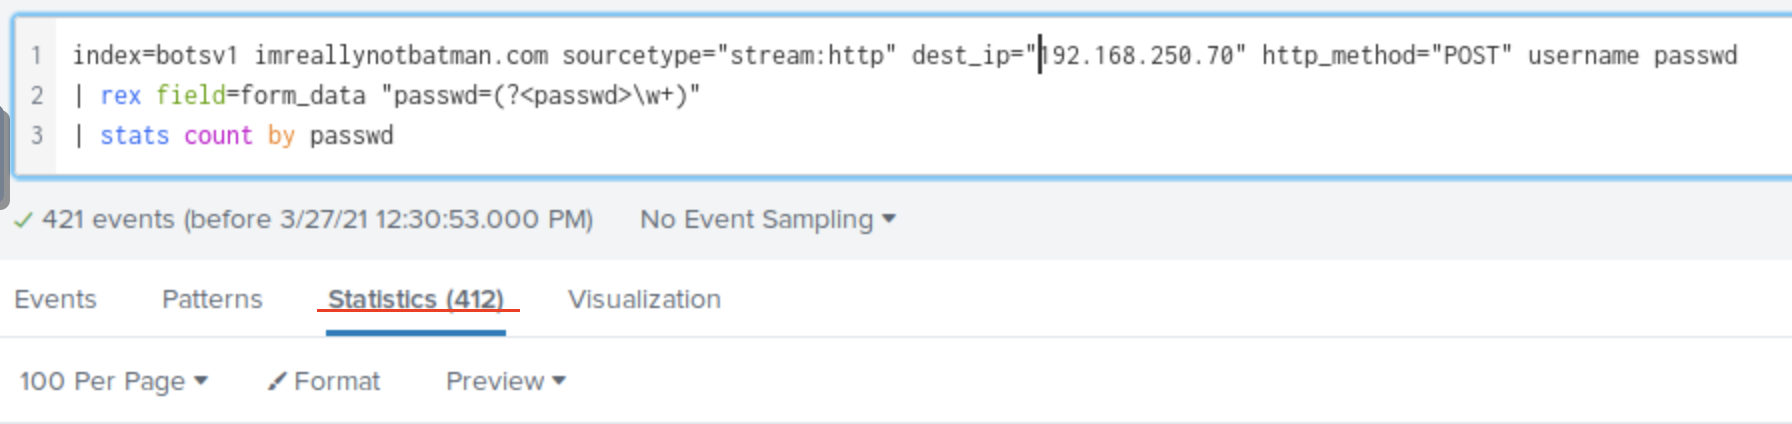 1 index=botsv1 imreallynotbatman.com sourcetype="stream:http" dest_ip="192.168.250.70" http_method="POST" username passwd
2 | rex field=form_data "passwd=(?<passwd>\w+)"
3 | stats count by passwd
421 events (before 3/27/21 12:30:53.000 PM) No Event Sampling
Events Patterns Statistics (412) Visualization
100 Per Page Format Preview